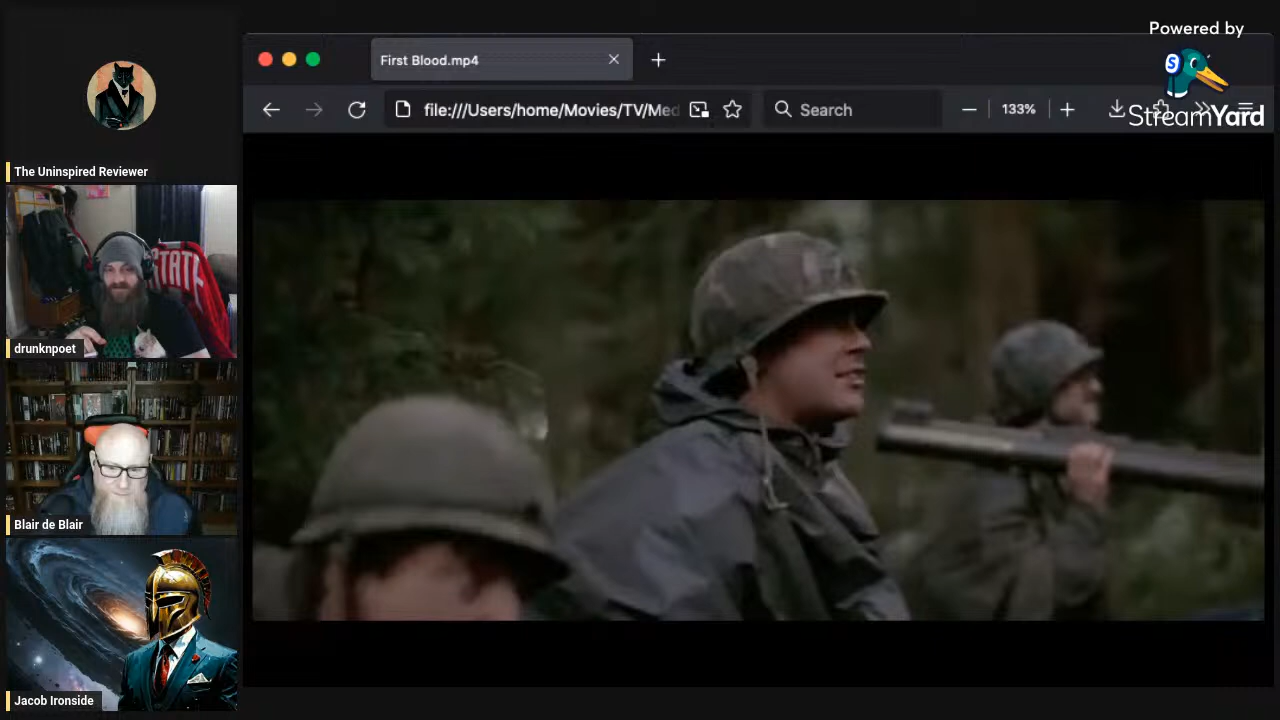 Powered by
StreamYard
First Blood.mp4
file:///Users/home/Movies/TV/Med
Search
133%
The Uninspired Reviewer
STATE
drunknpoet
Blair de Blair
Jacob Ironside